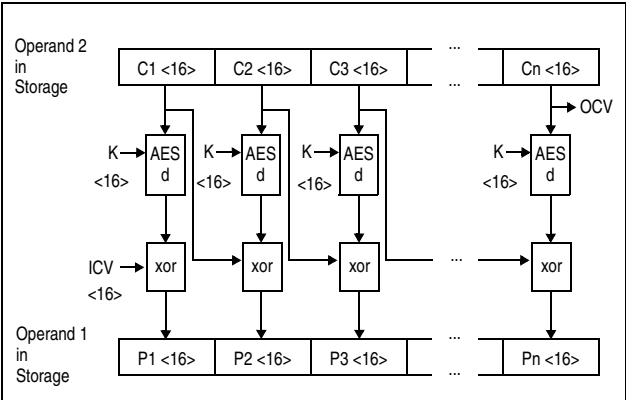 Operand 2
in
Storage
C1 <16> C2 <16> C3 <16> ... Cn <16>
...
OCV
K AES d K AES d K AES d K AES d
<16> <16> <16> <16>
ICV xor xor xor ... xor
<16>
Operand 1
in
Storage
...
P1 <16> P2 <16> P3 <16> Pn <16>
...